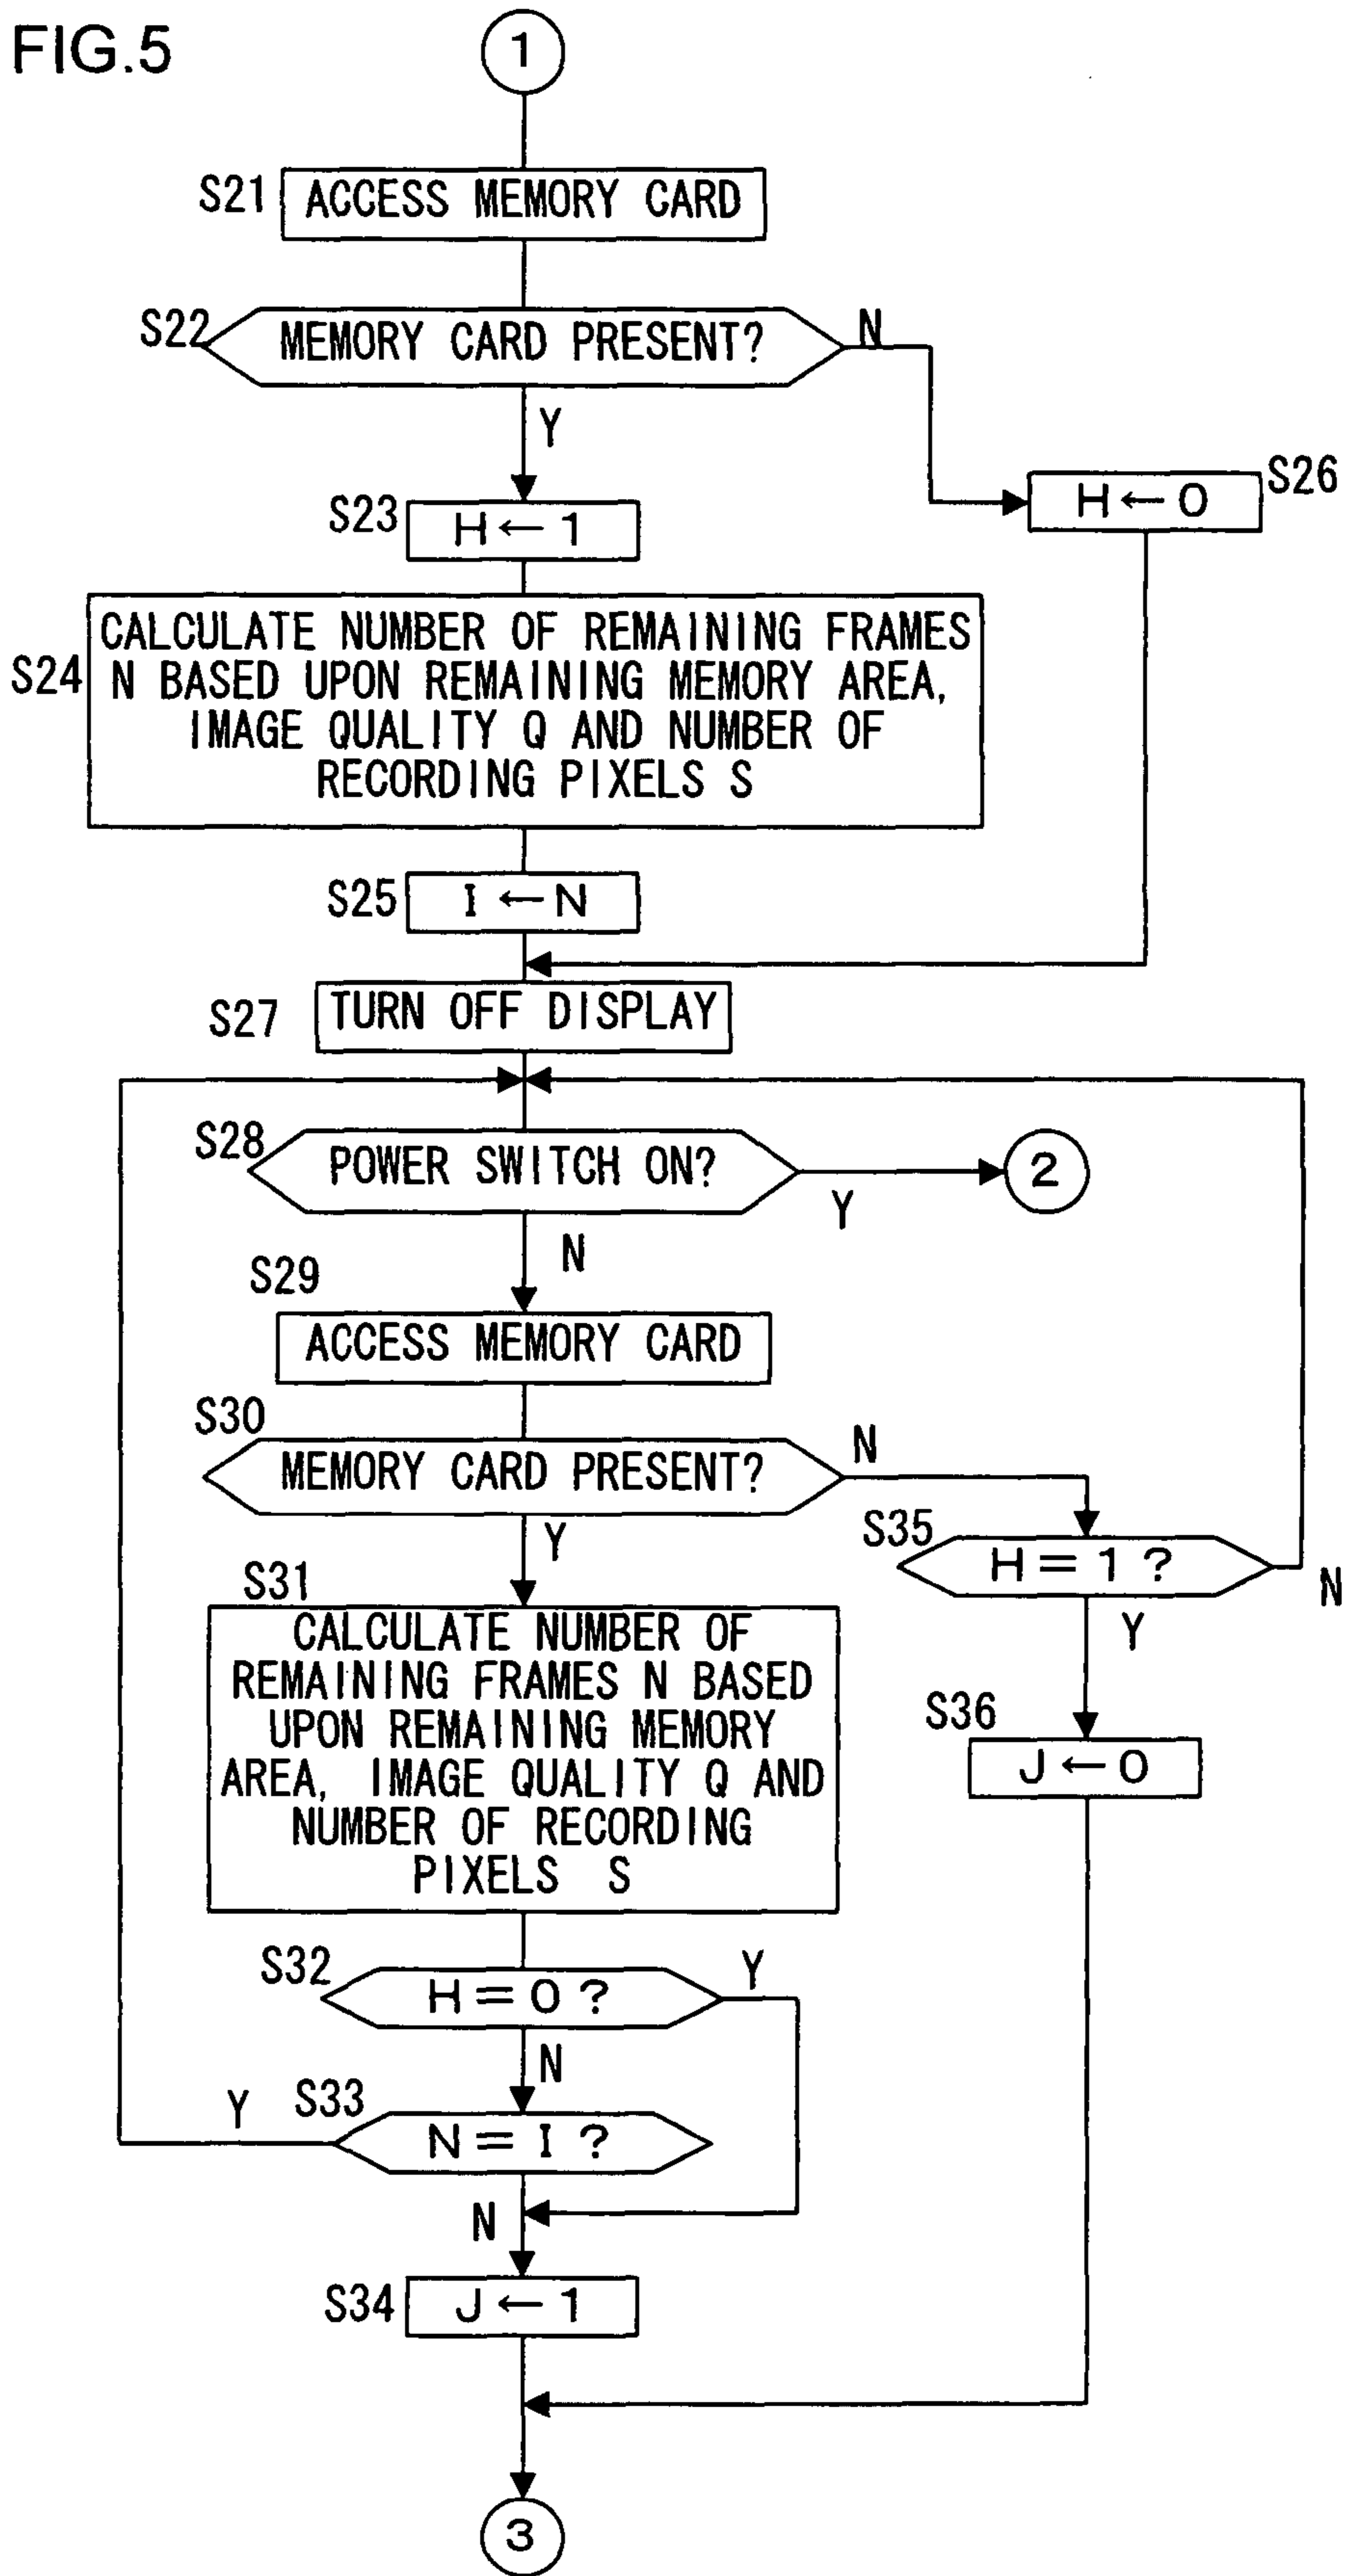 FIG.5
1
S21
ACCESS MEMORY CARD
S22
MEMORY CARD PRESENT?
N
Y
S23
H ← 1
S26
H ← 0
S24
CALCULATE NUMBER OF REMAINING FRAMES
N BASED UPON REMAINING MEMORY AREA,
IMAGE QUALITY Q AND NUMBER OF
RECORDING PIXELS S
S25
I ← N
S27
TURN OFF DISPLAY
S28
POWER SWITCH ON?
Y
2
N
S29
ACCESS MEMORY CARD
S30
MEMORY CARD PRESENT?
N
Y
S35
H = 1 ?
N
Y
S31
CALCULATE NUMBER OF
REMAINING FRAMES N BASED
UPON REMAINING MEMORY
AREA, IMAGE QUALITY Q AND
NUMBER OF RECORDING
PIXELS S
S36
J ← 0
S32
H = 0 ?
Y
N
S33
N = I ?
Y
N
S34
J ← 1
3